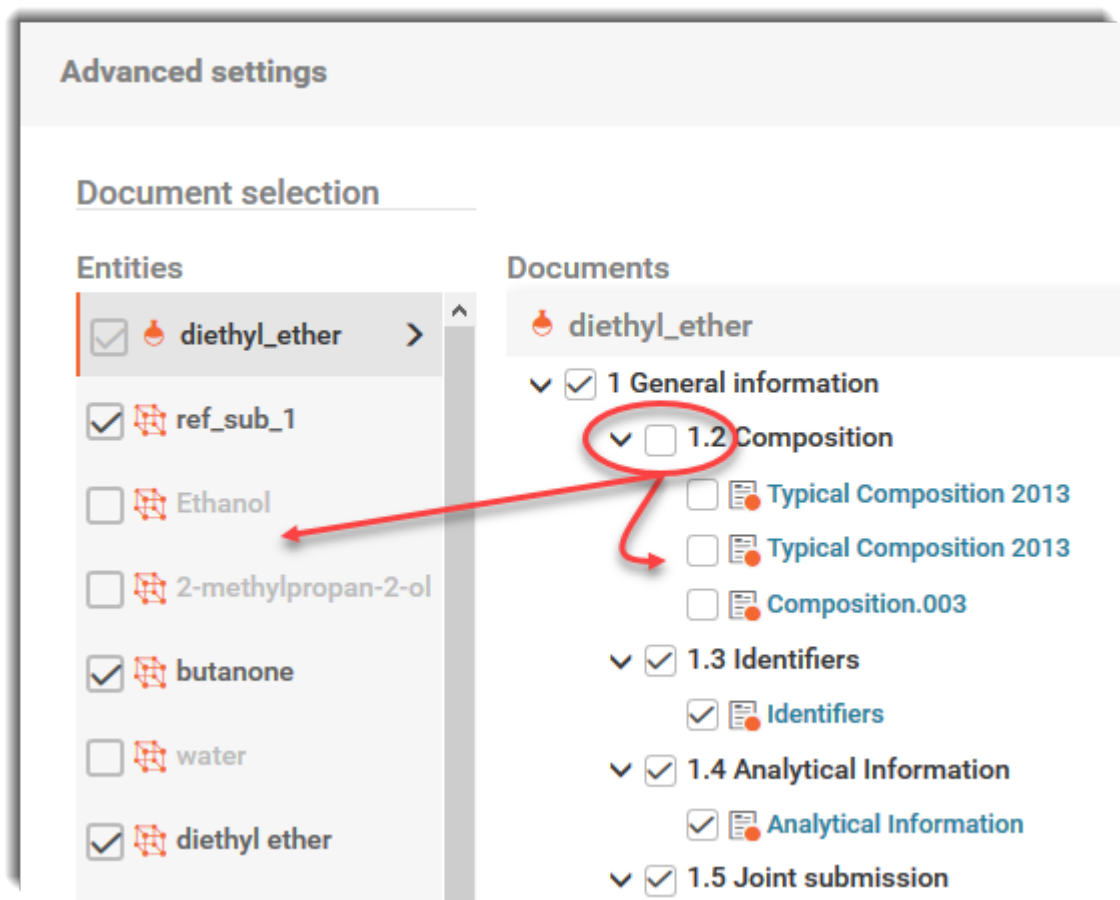 Advanced settings
Document selection
Entities
diethyl_ether
ref_sub_1
Ethanol
2-methylpropan-2-ol
butanone
water
diethyl ether
Documents
diethyl_ether
1 General information
1.2 Composition
Typical Composition 2013
Typical Composition 2013
Composition.003
1.3 Identifiers
Identifiers
1.4 Analytical Information
Analytical Information
1.5 Joint submission